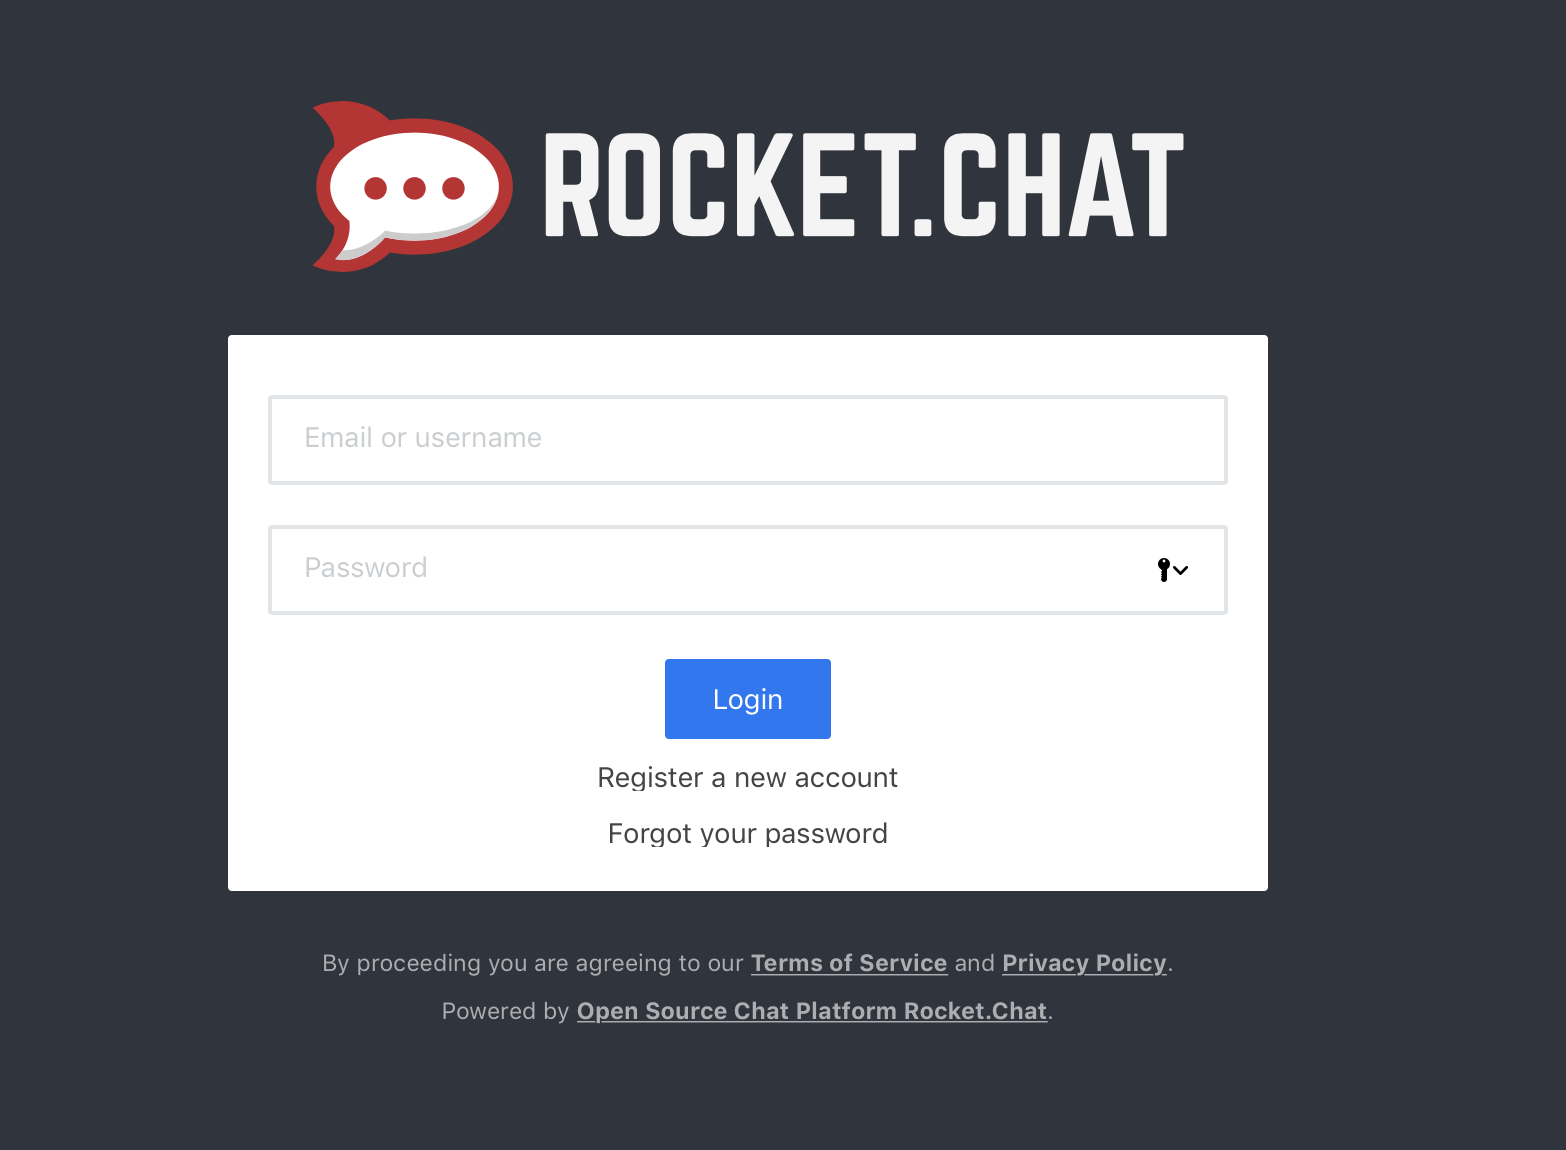 ROCKET.CHAT
Email or username
Password
Login
Register a new account
Forgot your password
By proceeding you are agreeing to our Terms of Service and Privacy Policy.
Powered by Open Source Chat Platform Rocket.Chat.